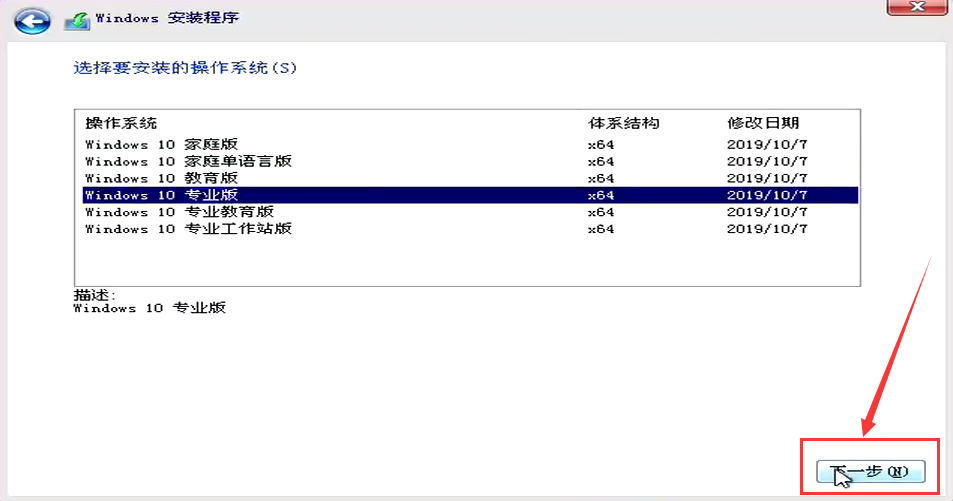 Windows 安装程序
选择要安装的操作系统(S)
操作系统 体系结构 修改日期
Windows 10 家庭版 x64 2019/10/7
Windows 10 家庭单语言版 x64 2019/10/7
Windows 10 教育版 x64 2019/10/7
Windows 10 专业版 x64 2019/10/7
Windows 10 专业教育版 x64 2019/10/7
Windows 10 专业工作站版 x64 2019/10/7
描述:
Windows 10 专业版
下一步(N)